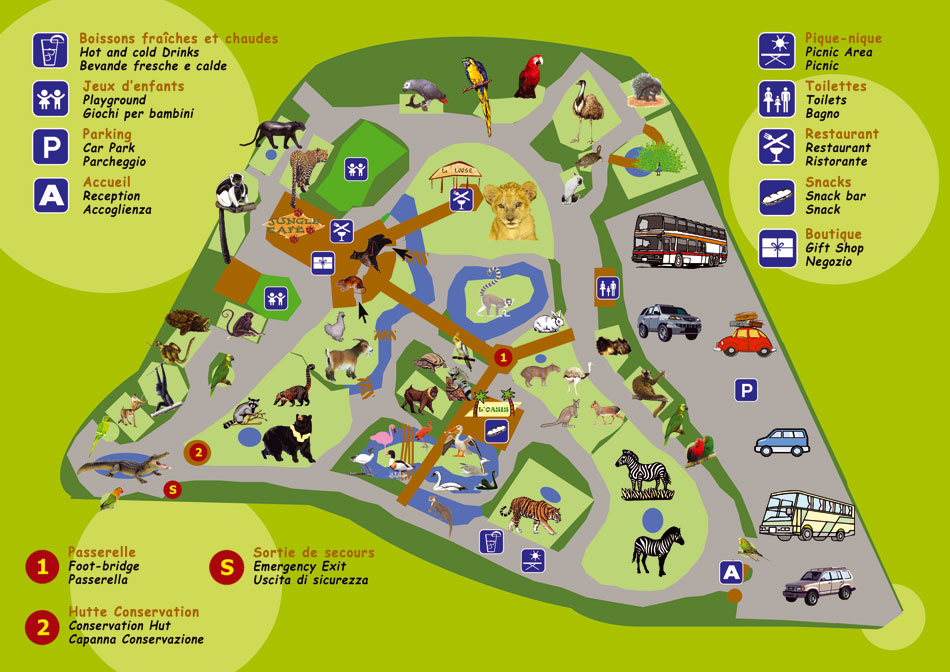 Boissons fraîches et chaudes
Hot and cold Drinks
Bevande fresche e calde
Jeux d'enfants
Playground
Giochi per bambini
P
Parking
Car Park
Parcheggio
A
Accueil
Reception
Accoglienza
Pique-nique
Picnic Area
Picnic
Toilettes
Toilets
Bagno
Restaurant
Restaurant
Ristorante
Snacks
Snack bar
Snack
Boutique
Gift Shop
Negozio
LOOSE
JUNGLE
CAFE
1
P
L'OASIS
2
S
A
1
Passerelle
Foot-bridge
Passerella
S
Sortie de secours
Emergency Exit
Uscita di sicurezza
2
Hutte Conservation
Conservation Hut
Capanna Conservazione